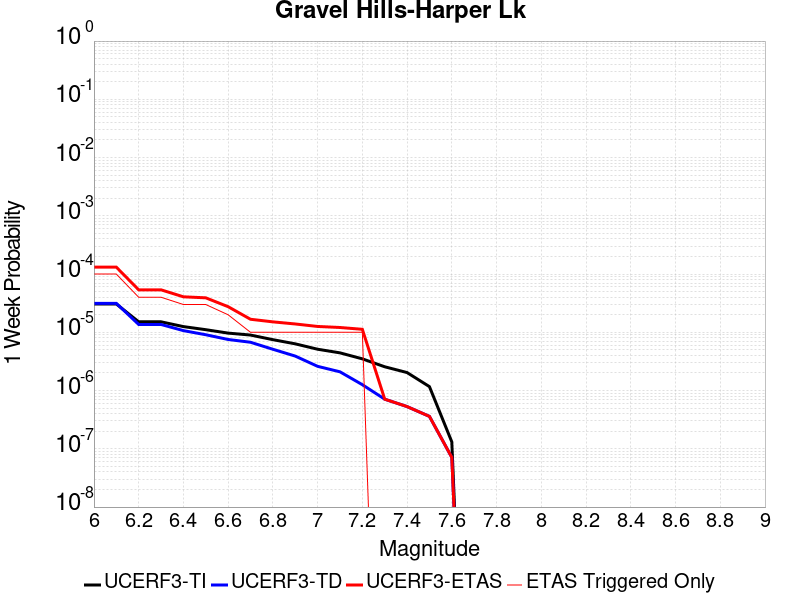 Gravel Hills-Harper Lk
10^0
10^-1
10^-2
10^-3
10^-4
10^-5
10^-6
10^-7
10^-8
1 Week Probability
6 6.2 6.4 6.6 6.8 7 7.2 7.4 7.6 7.8 8 8.2 8.4 8.6 8.8 9
Magnitude
UCERF3-TI UCERF3-TD UCERF3-ETAS ETAS Triggered Only